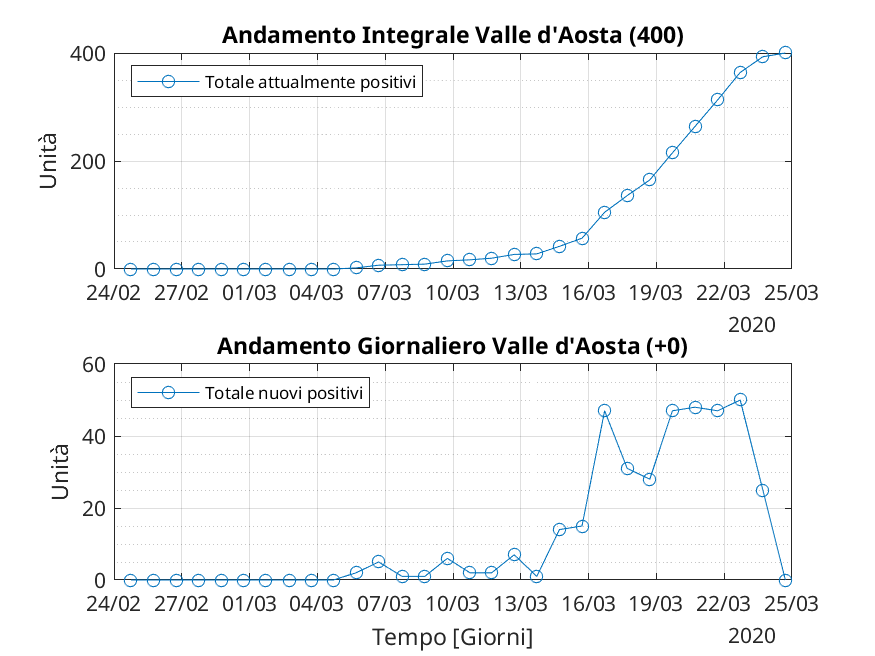 Andamento Integrale Valle d'Aosta (400)
400
200
0
Unità
Totale attualmente positivi
24/02 27/02 01/03 04/03 07/03 10/03 13/03 16/03 19/03 22/03 25/03
2020
Andamento Giornaliero Valle d'Aosta (+0)
60
40
20
0
Unità
Totale nuovi positivi
24/02 27/02 01/03 04/03 07/03 10/03 13/03 16/03 19/03 22/03 25/03
Tempo [Giorni]
2020